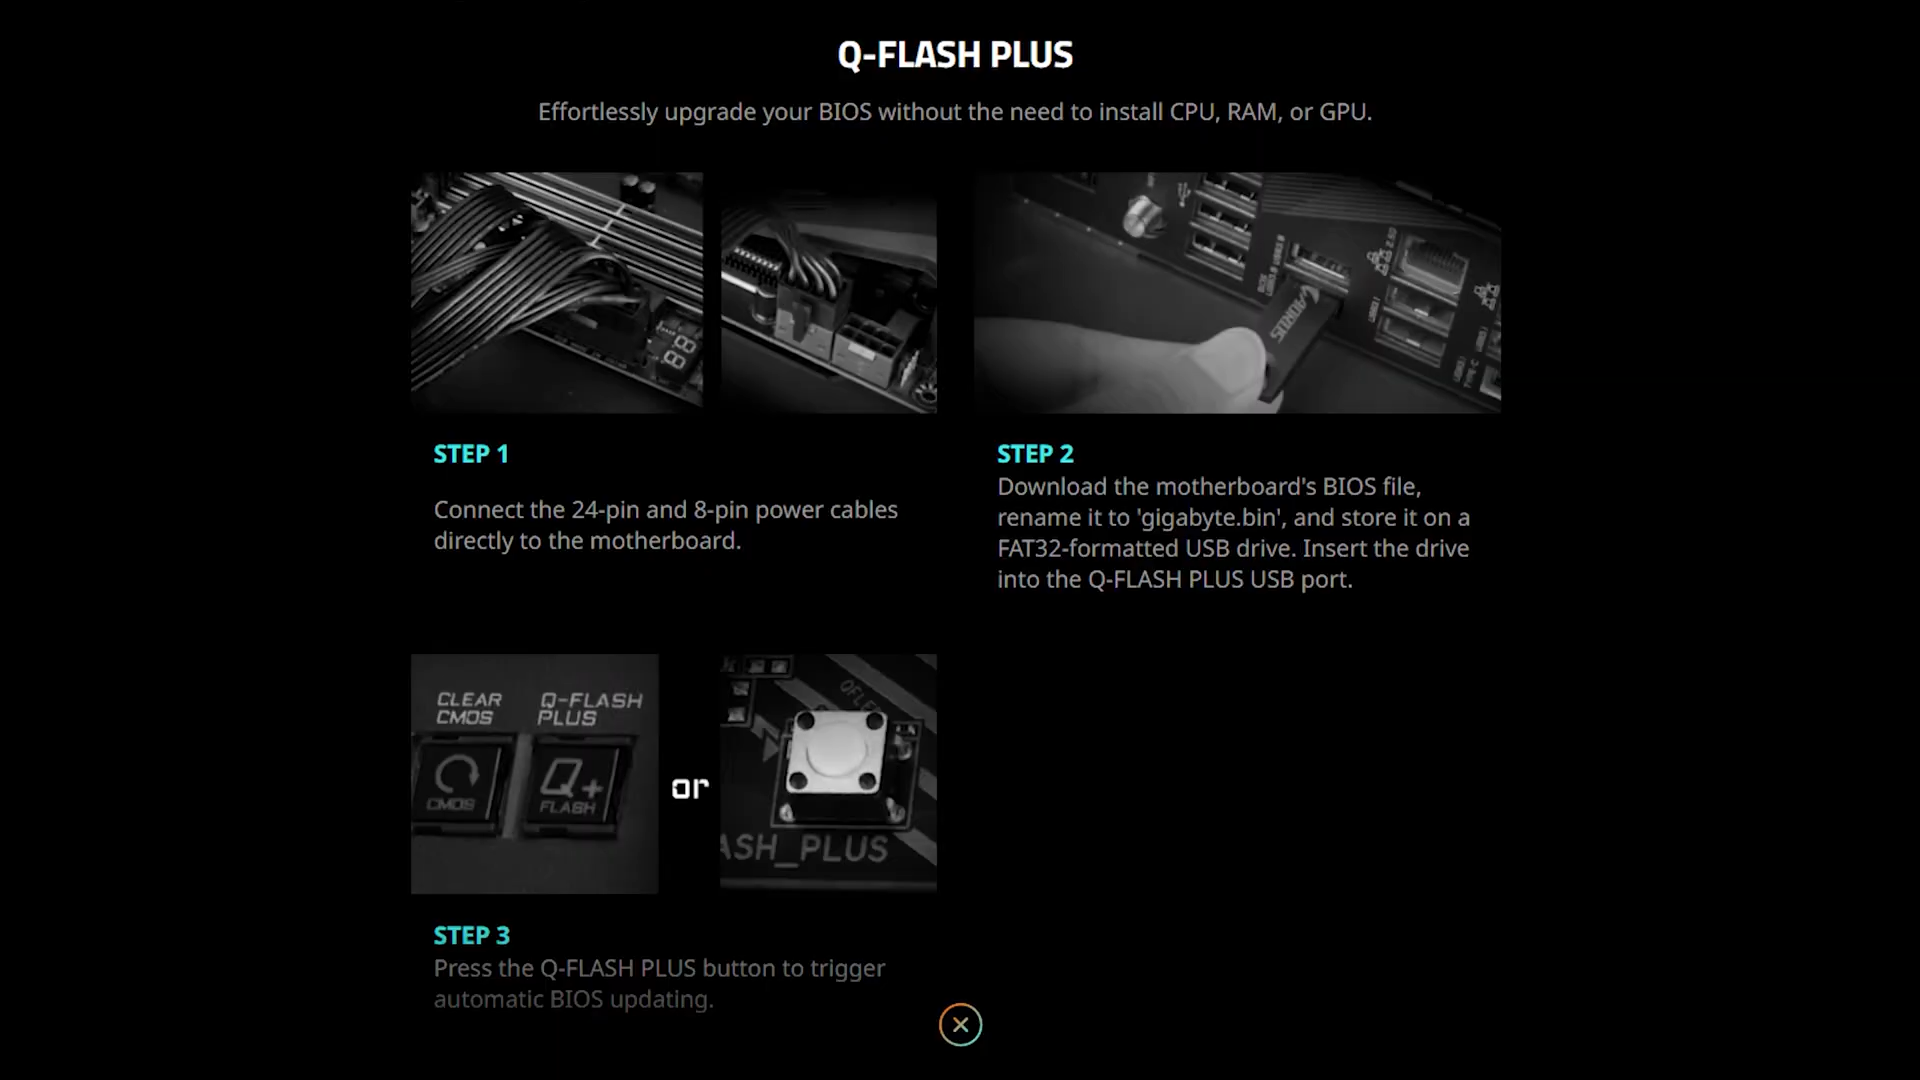 Q-FLASH PLUS
Effortlessly upgrade your BIOS without the need to install CPU, RAM, or GPU.
88
AORUS
STEP 1
Connect the 24-pin and 8-pin power cables
directly to the motherboard.
STEP 2
Download the motherboard's BIOS file,
rename it to 'gigabyte.bin', and store it on a
FAT32-formatted USB drive. Insert the drive
into the Q-FLASH PLUS USB port.
CLEAR
CMOS
Q-FLASH
PLUS
CMOS
Q+
FLASH
or
ASH_PLUS
STEP 3
Press the Q-FLASH PLUS button to trigger
automatic BIOS updating.